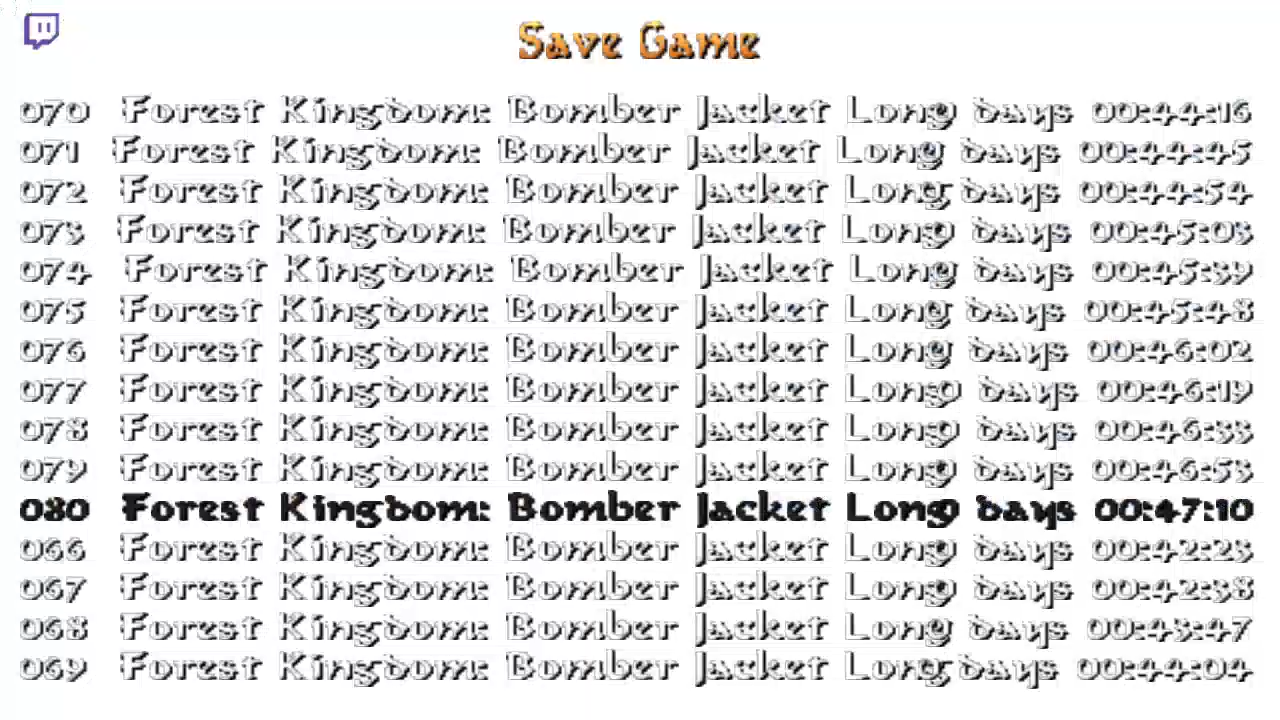 Save Game
070 Forest Kingdom: Bomber Jacket Long days 00:44:16
071 Forest Kingdom: Bomber Jacket Long days 00:44:45
072 Forest Kingdom: Bomber Jacket Long days 00:44:54
073 Forest Kingdom: Bomber Jacket Long days 00:45:03
074 Forest Kingdom: Bomber Jacket Long days 00:45:39
075 Forest Kingdom: Bomber Jacket Long days 00:45:48
076 Forest Kingdom: Bomber Jacket Long days 00:46:02
077 Forest Kingdom: Bomber Jacket Long days 00:46:19
078 Forest Kingdom: Bomber Jacket Long days 00:46:33
079 Forest Kingdom: Bomber Jacket Long days 00:46:53
080 Forest Kingdom: Bomber Jacket Long days 00:47:10
066 Forest Kingdom: Bomber Jacket Long days 00:42:23
067 Forest Kingdom: Bomber Jacket Long days 00:42:38
068 Forest Kingdom: Bomber Jacket Long days 00:43:47
069 Forest Kingdom: Bomber Jacket Long days 00:44:04